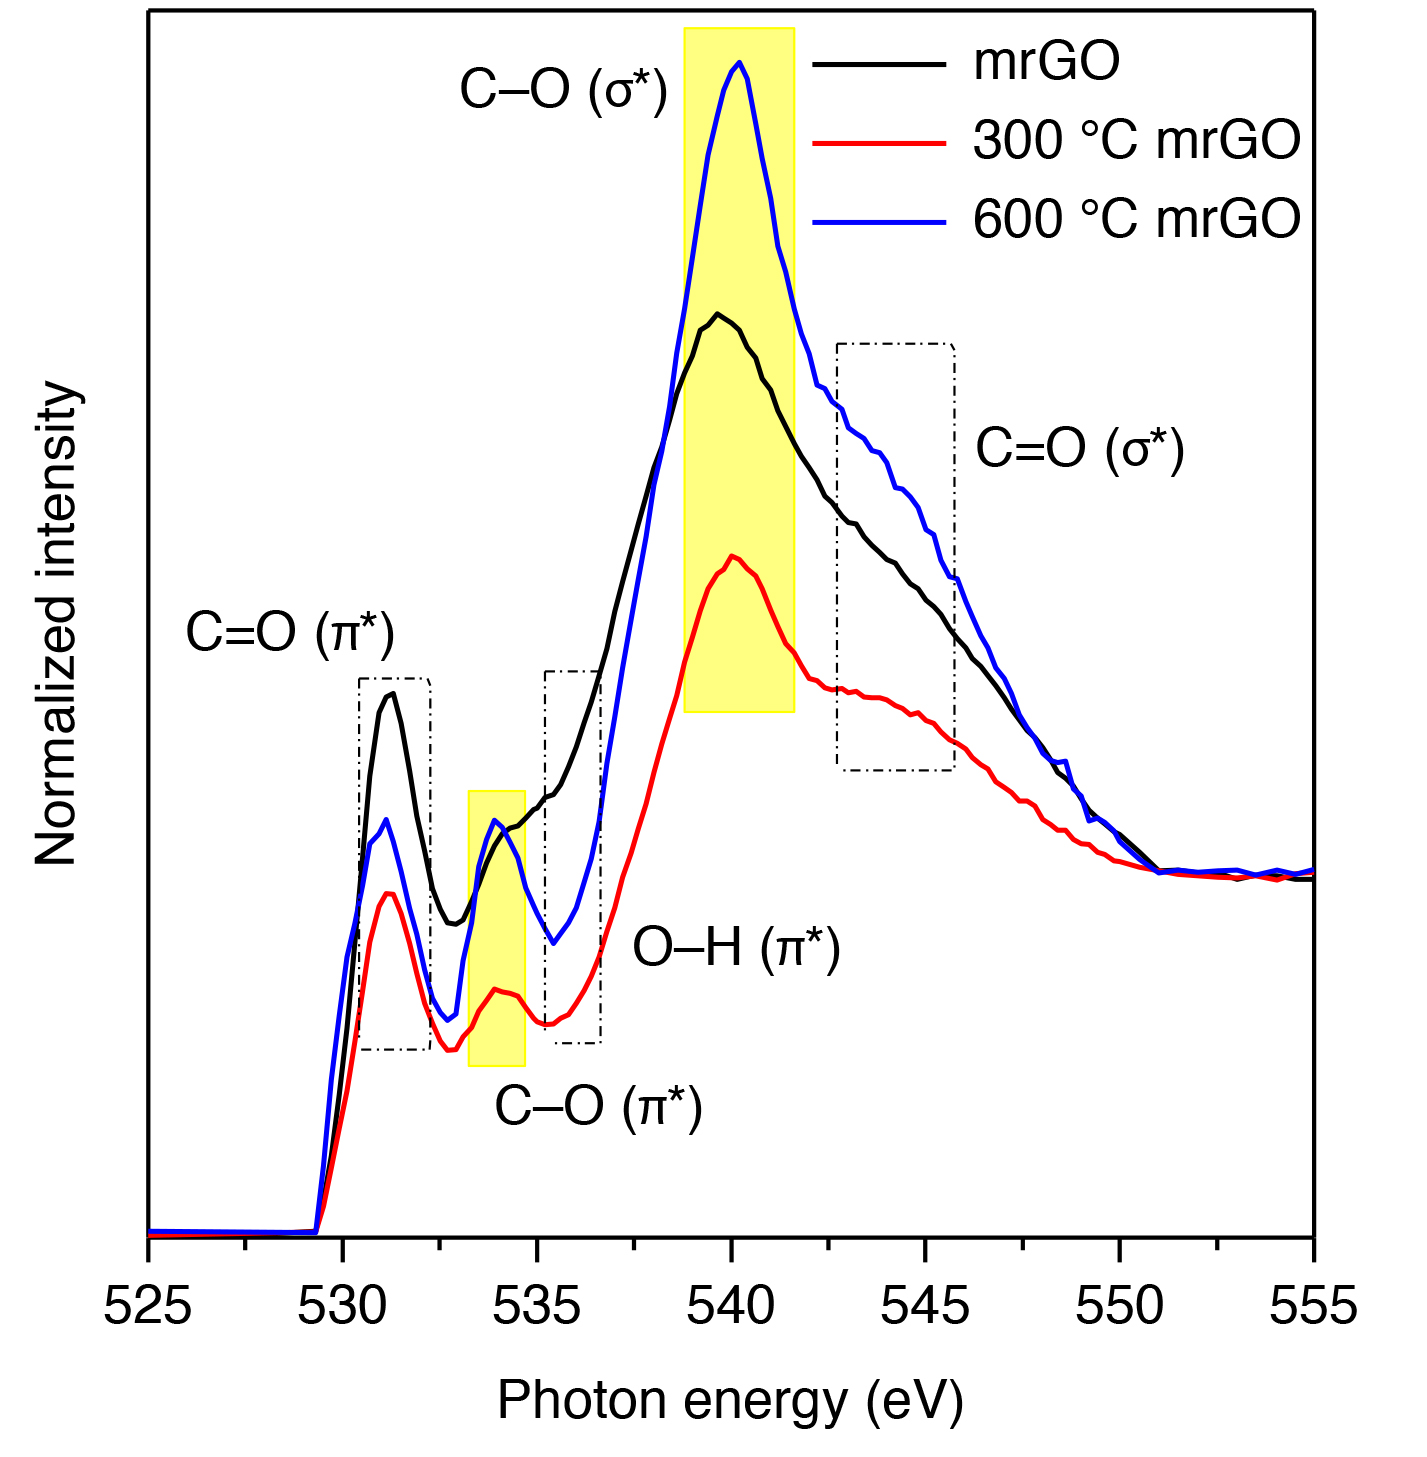 C–O (σ*)
mrGO
300 °C mrGO
600 °C mrGO
C=O (σ*)
C=O (π*)
O–H (π*)
C–O (π*)
Normalized intensity
525 530 535 540 545 550 555
Photon energy (eV)